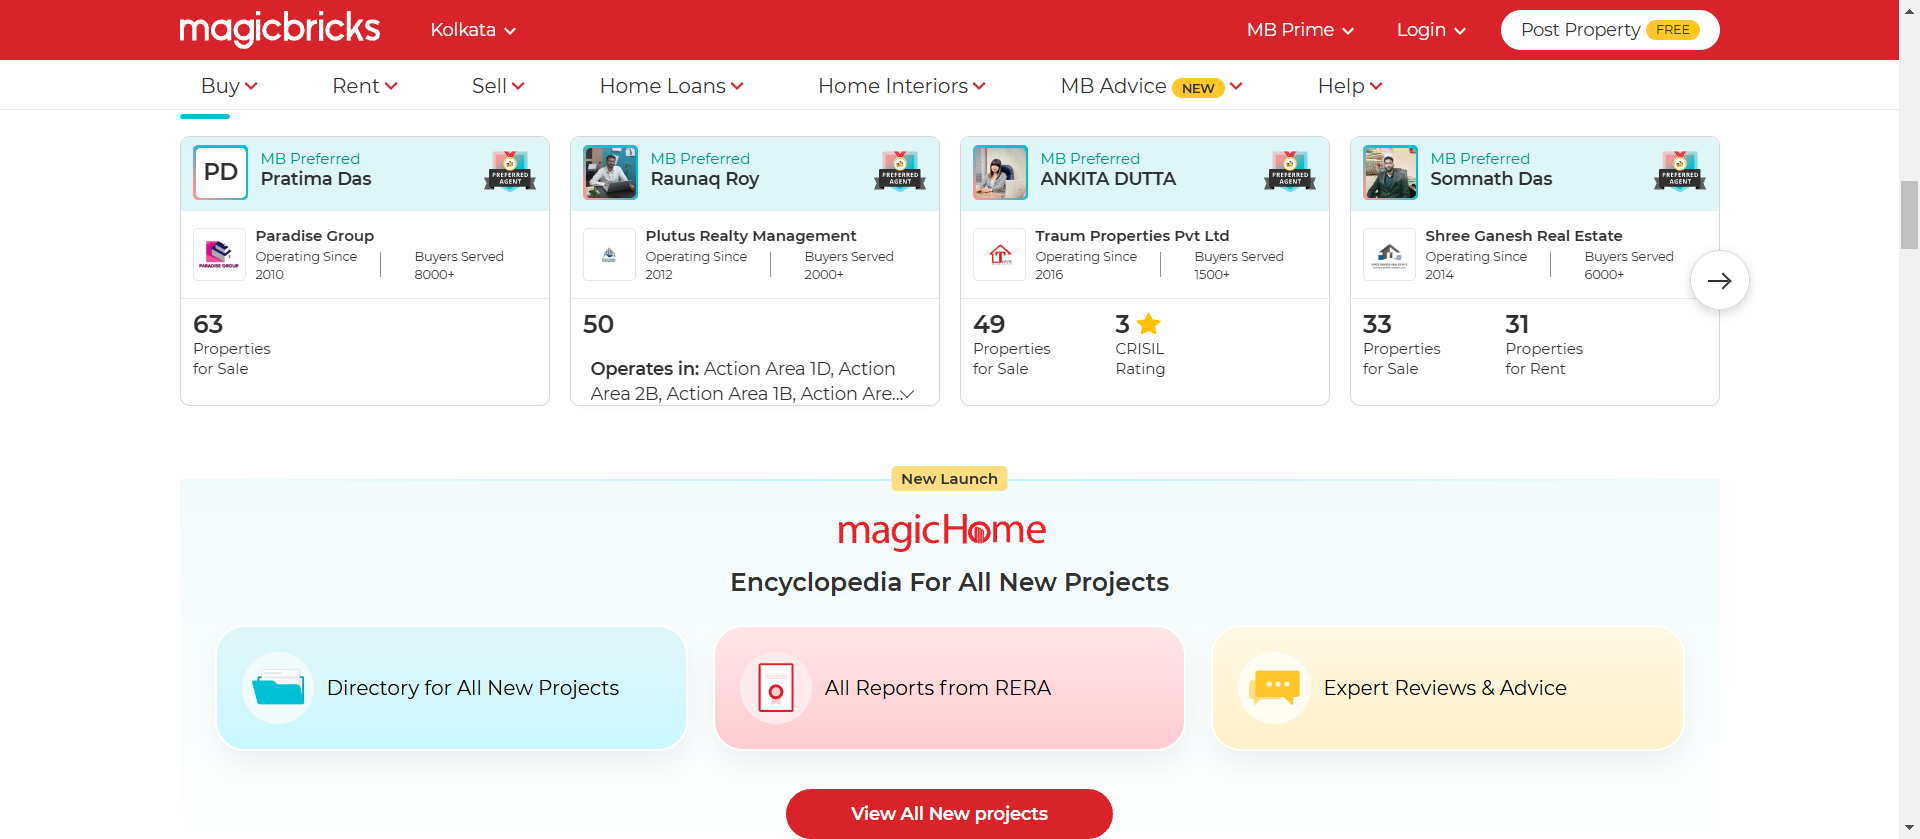 magicbricks
Kolkata
MB Prime
Login
Post Property FREE
Buy
Rent
Sell
Home Loans
Home Interiors
MB Advice NEW
Help
PD
MB Preferred
Pratima Das
PREFERRED
AGENT
PARADISE GROUP
Paradise Group
Operating Since
2010
Buyers Served
8000+
63
Properties
for Sale
MB Preferred
Raunaq Roy
PREFERRED
AGENT
Plutus Realty Management
Operating Since
2012
Buyers Served
2000+
50
Operates in: Action Area 1D, Action
Area 2B, Action Area 1B, Action Are...
MB Preferred
ANKITA DUTTA
PREFERRED
AGENT
Traum Properties Pvt Ltd
Operating Since
2016
Buyers Served
1500+
49
Properties
for Sale
3
CRISIL
Rating
MB Preferred
Somnath Das
PREFERRED
AGENT
Shree Ganesh Real Estate
Operating Since
2014
Buyers Served
6000+
33
Properties
for Sale
31
Properties
for Rent
New Launch
magicHome
Encyclopedia For All New Projects
Directory for All New Projects
All Reports from RERA
Expert Reviews & Advice
View All New projects